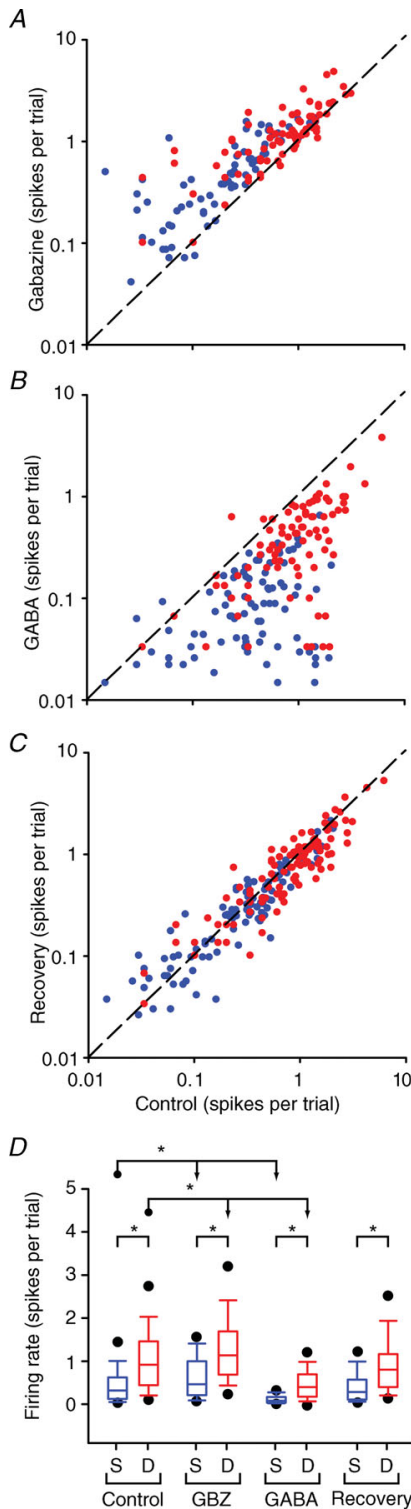 A
10
1
0.1
0.01
Gabazine (spikes per trial)
B
10
1
0.1
0.01
GABA (spikes per trial)
C
10
1
0.1
0.01
Recovery (spikes per trial)
0.01 0.1 1 10
Control (spikes per trial)
D
*
*
* * * *
5
4
3
2
1
0
Firing rate (spikes per trial)
S D S D S D S D
Control GBZ GABA Recovery